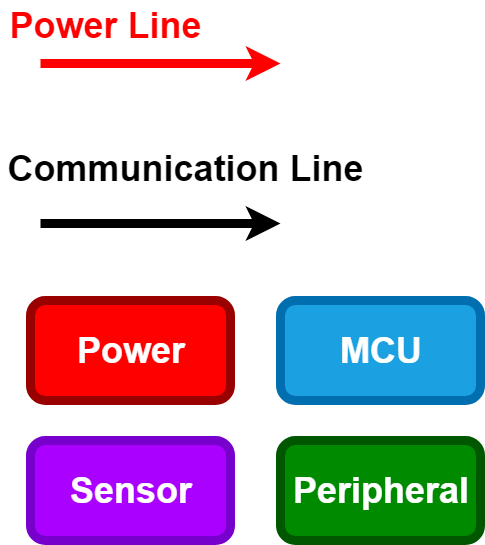 Power Line
Communication Line
Power
MCU
Sensor
Peripheral